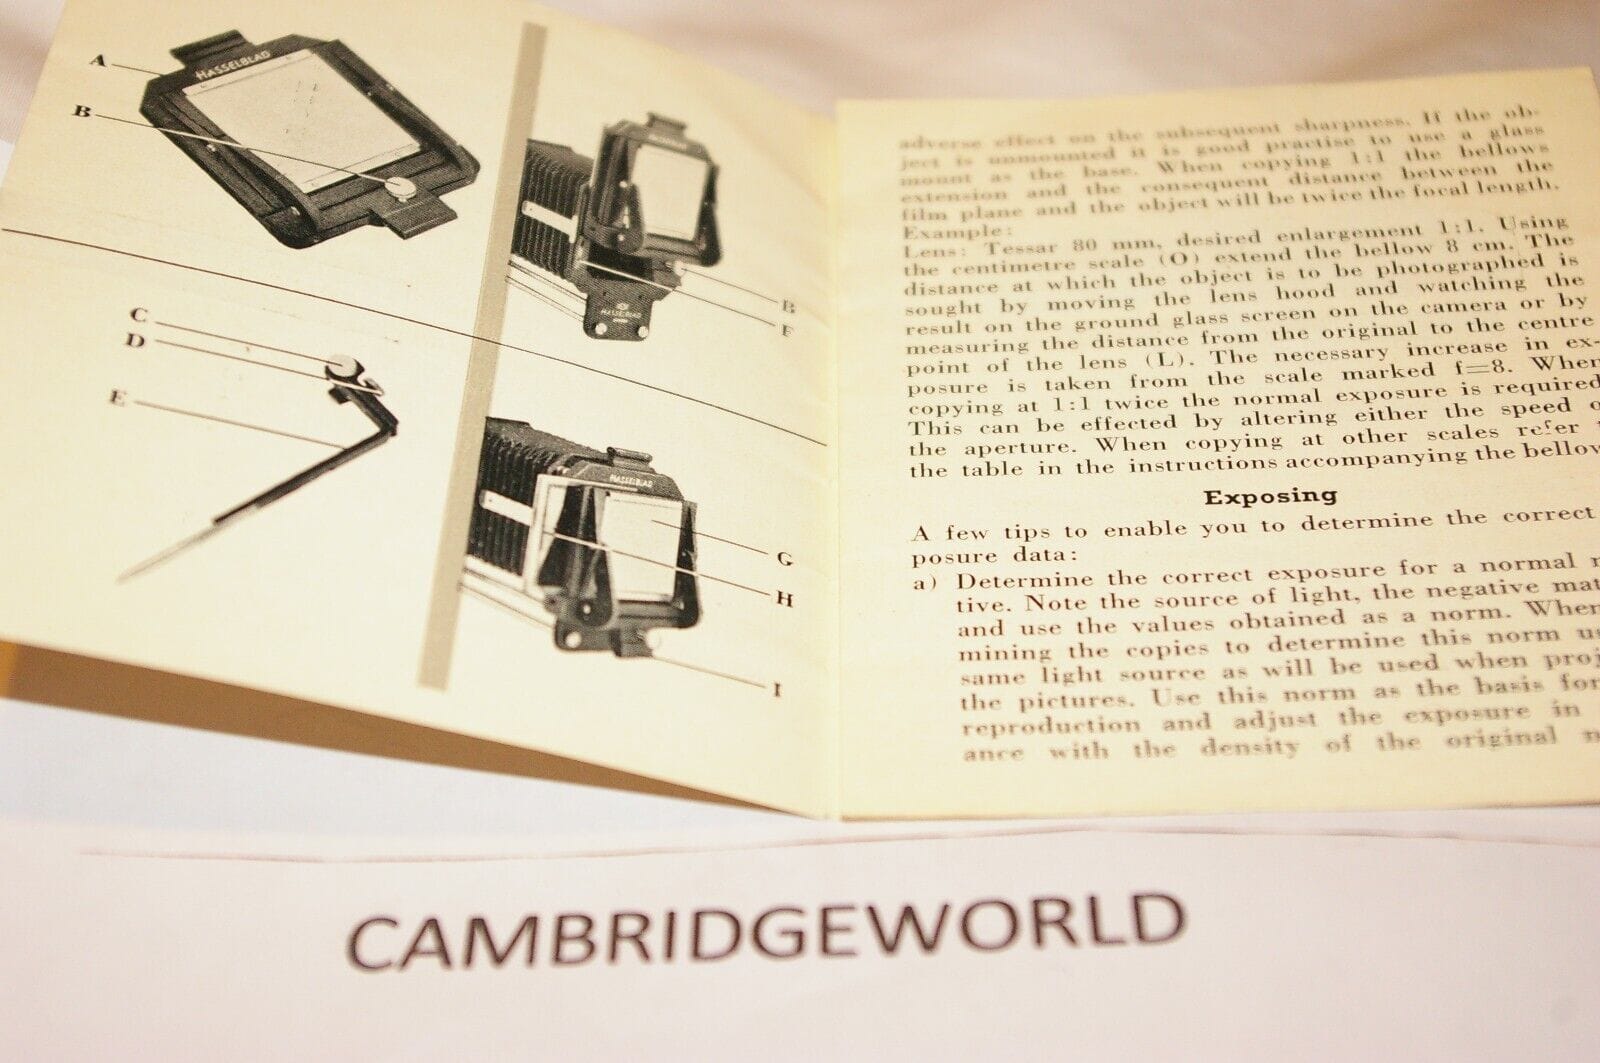 A
HASSELBLAD
B
B
F
HASSELBLAD
C
D
E
HASSELBLAD
G
H
I
adverse effect on the subsequent sharpness. If the ob-
ject is unmounted it is good practise to use a glass
mount as the base. When copying 1:1 the bellows
extension and the consequent distance between the
film plane and the object will be twice the focal length.
Example:
Lens: Tessar 80 mm, desired enlargement 1:1. Using
the centimetre scale (O) extend the bellow 8 cm. The
distance at which the object is to be photographed is
sought by moving the lens hood and watching the
result on the ground glass screen on the camera or by
measuring the distance from the original to the centre
point of the lens (L). The necessary increase in ex-
posure is taken from the scale marked f=8. When
copying at 1:1 twice the normal exposure is required
This can be effected by altering either the speed o
the aperture. When copying at other scales refer
the table in the instructions accompanying the bellow
Exposing
A few tips to enable you to determine the correct
posure data:
a) Determine the correct exposure for a normal n
tive. Note the source of light, the negative mat
and use the values obtained as a norm. When
mining the copies to determine this norm us
same light source as will be used when proj
the pictures. Use this norm as the basis for
reproduction and adjust the exposure in
ance with the density of the original n
CAMBRIDGEWORLD